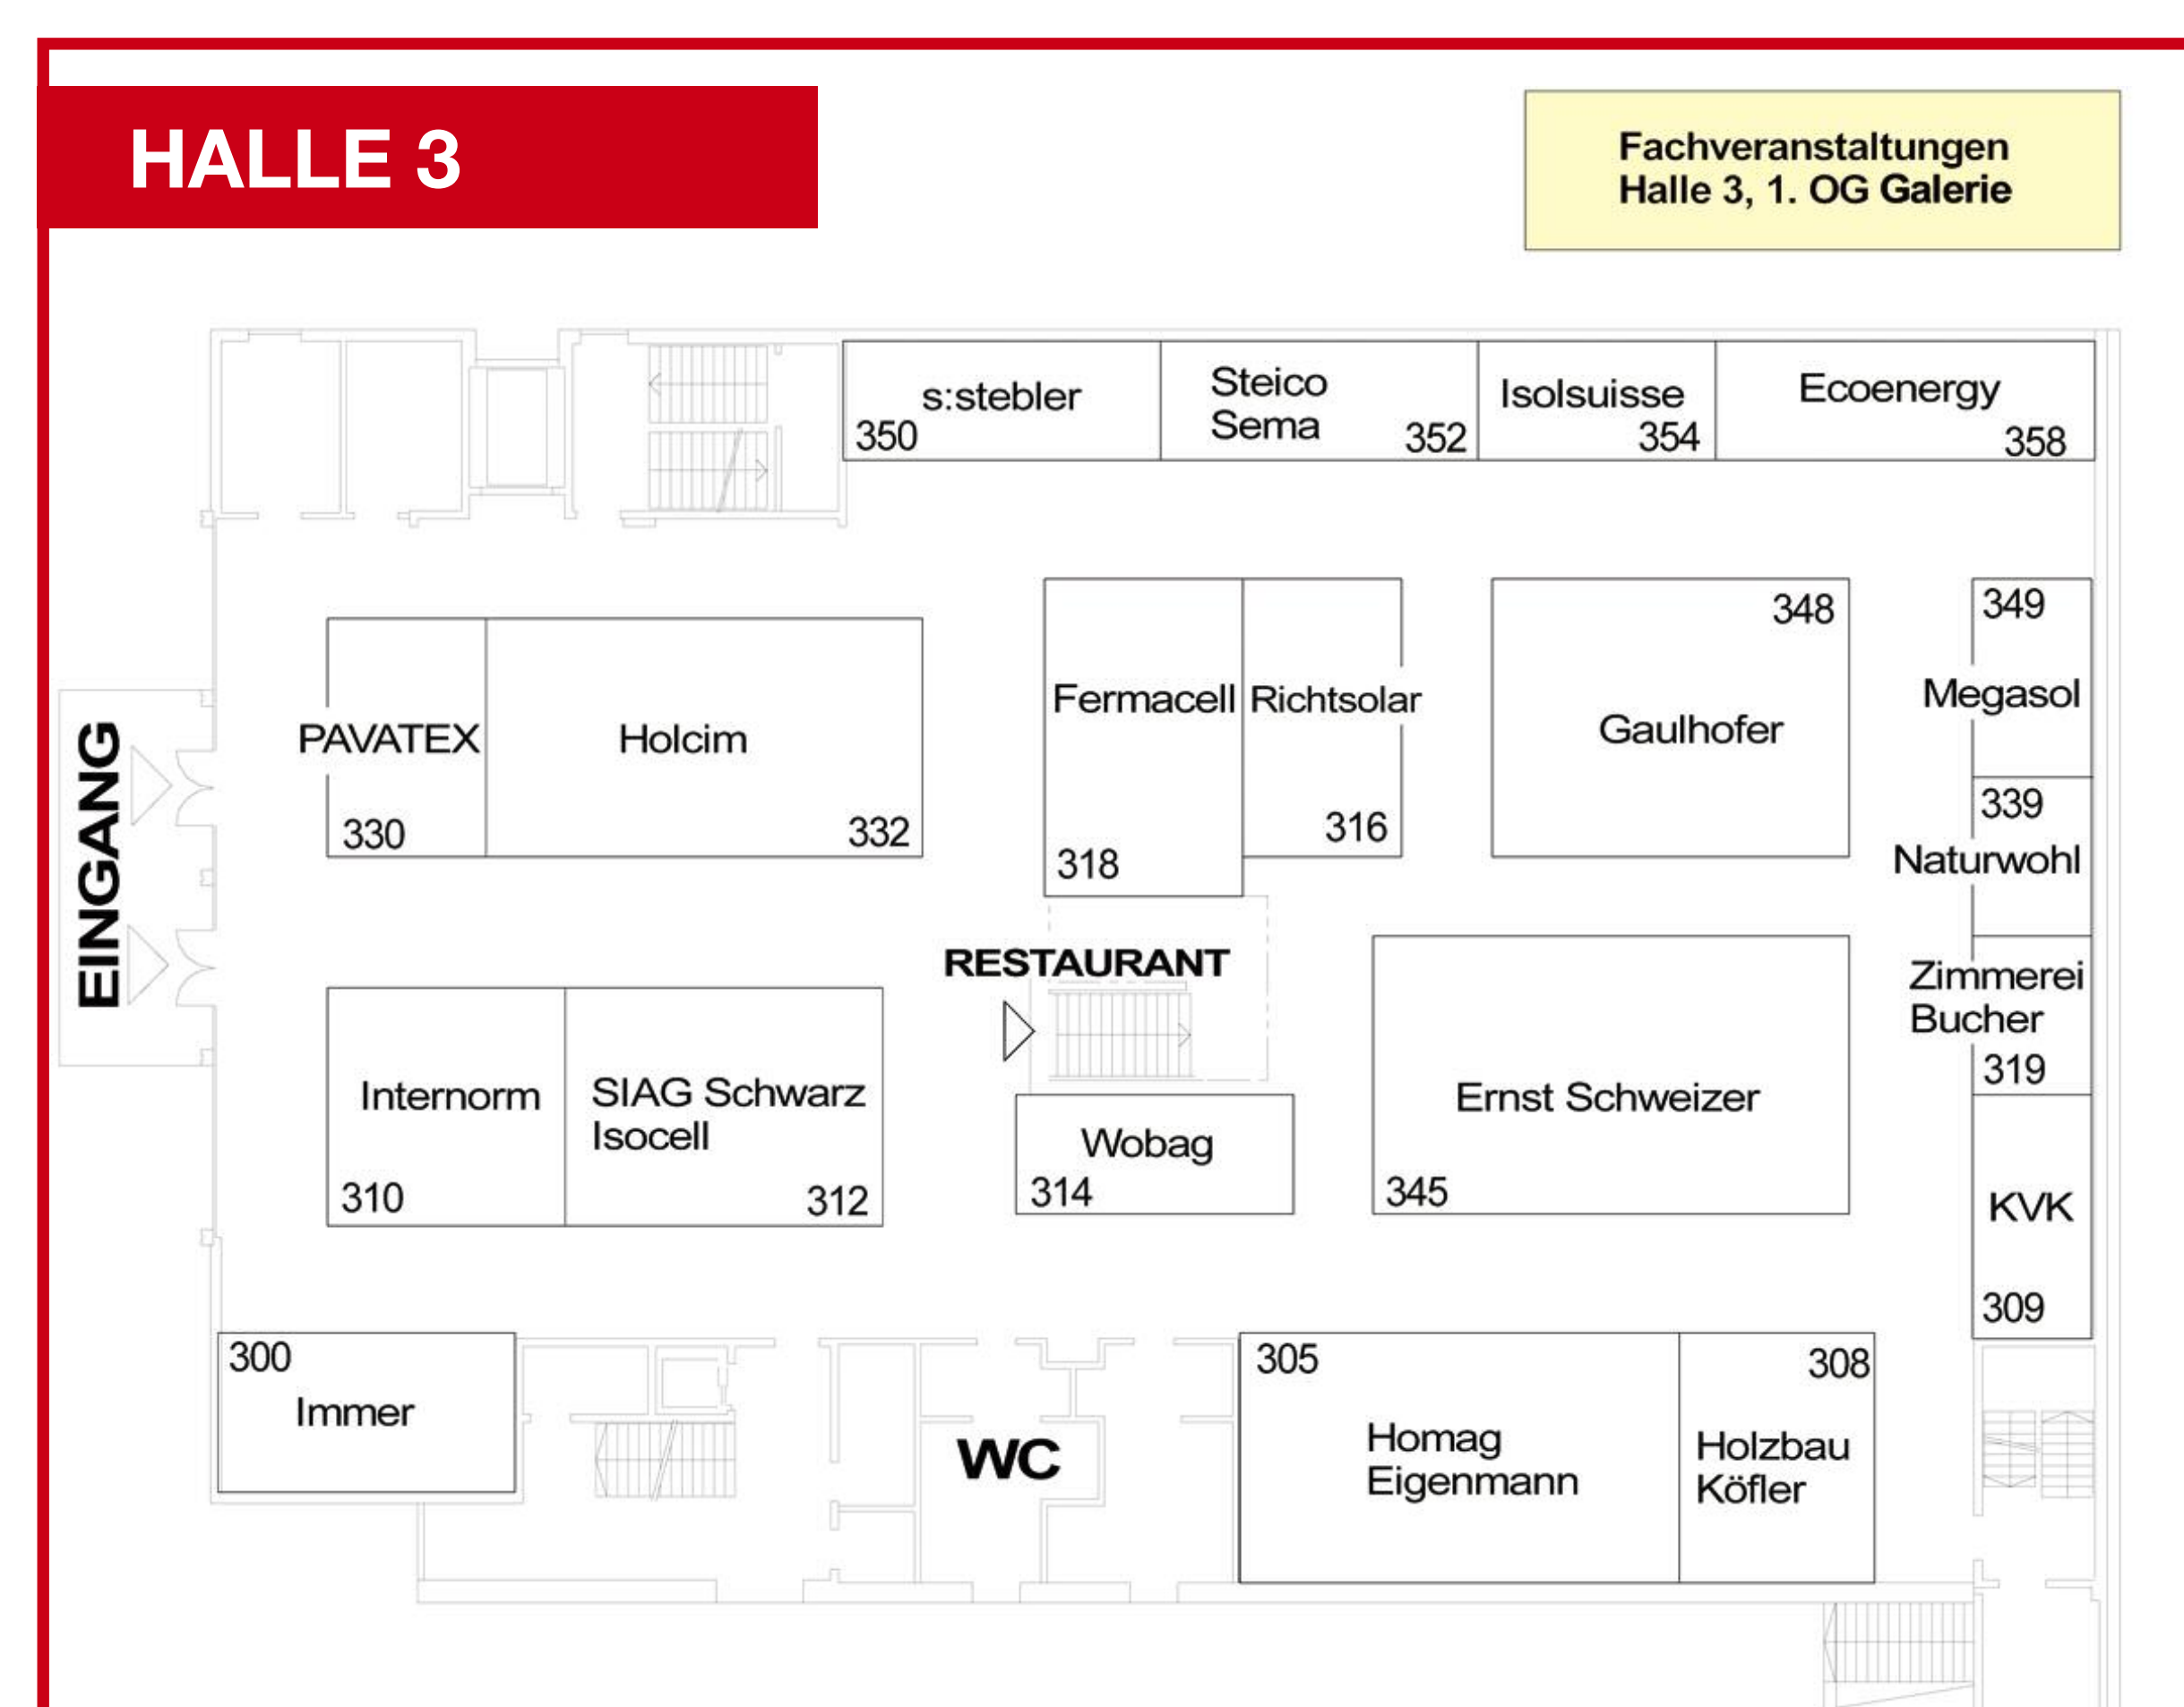 HALLE 3
Fachveranstaltungen
Halle 3, 1. OG Galerie
s:stebler
350
Steico
Sema
352
Isolsuisse
354
Ecoenergy
358
EINGANG
PAVATEX
330
Holcim
332
Fermacell
318
Richtsolar
316
348
Gaulhofer
349
Megasol
339
Naturwohl
RESTAURANT
Zimmerei
Bucher
319
Internorm
310
SIAG Schwarz
Isocell
312
Wobag
314
Ernst Schweizer
345
KVK
309
300
Immer
WC
305
Homag
Eigenmann
308
Holzbau
Köfler